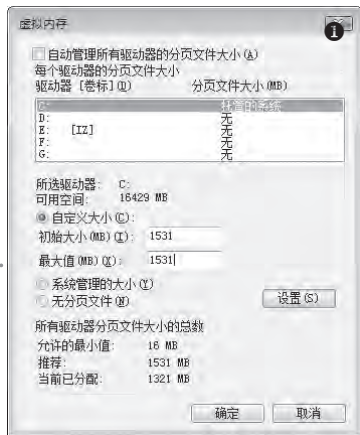 虚拟内存
❶
自动管理所有驱动器的分页文件大小(A)
每个驱动器的分页文件大小
驱动器 [卷标](D) 分页文件大小(MB)
C: 托管的系统
D: 无
E: [IZ] 无
F: 无
G: 无
所选驱动器: C:
可用空间: 16429 MB
自定义大小(C):
初始大小(MB)(I): 1531
最大值(MB)(X): 1531
系统管理的大小(Y)
无分页文件(N) 设置(S)
所有驱动器分页文件大小的总数
允许的最小值: 16 MB
推荐: 1531 MB
当前已分配: 1321 MB
确定 取消